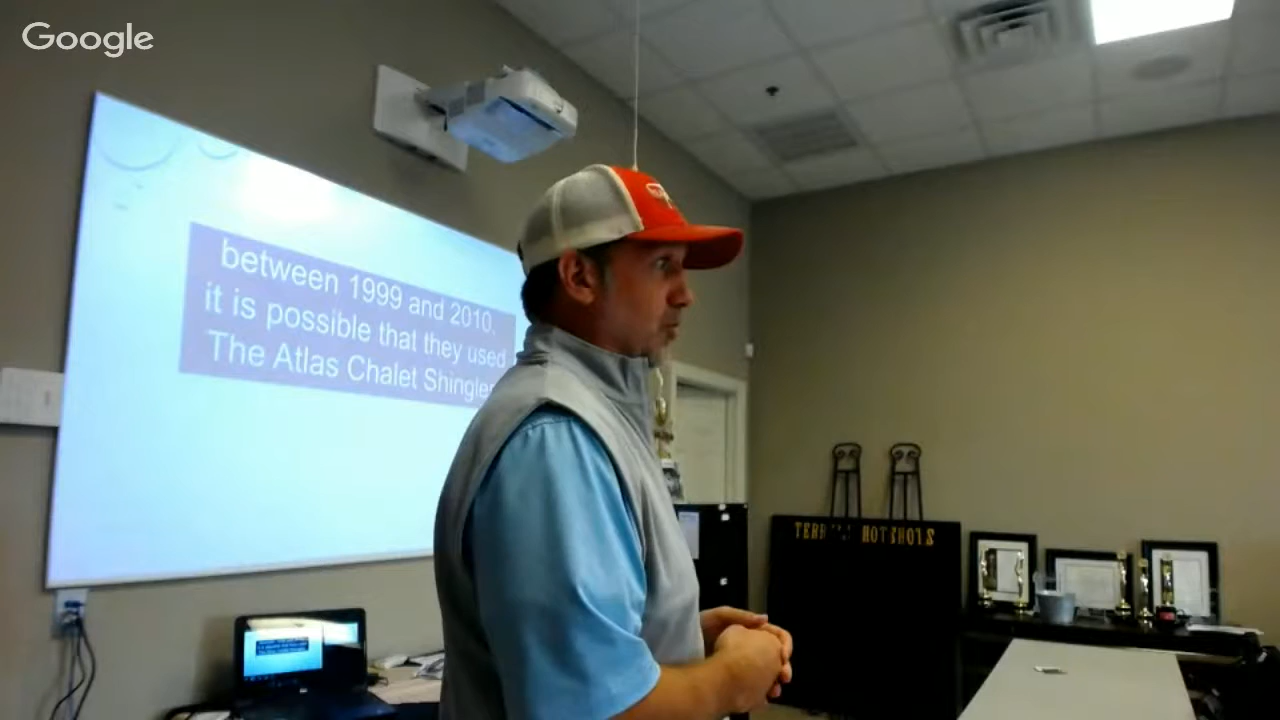 Google
between 1999 and 2010,
it is possible that they used
The Atlas Chalet Shingles
HOTSHOTS